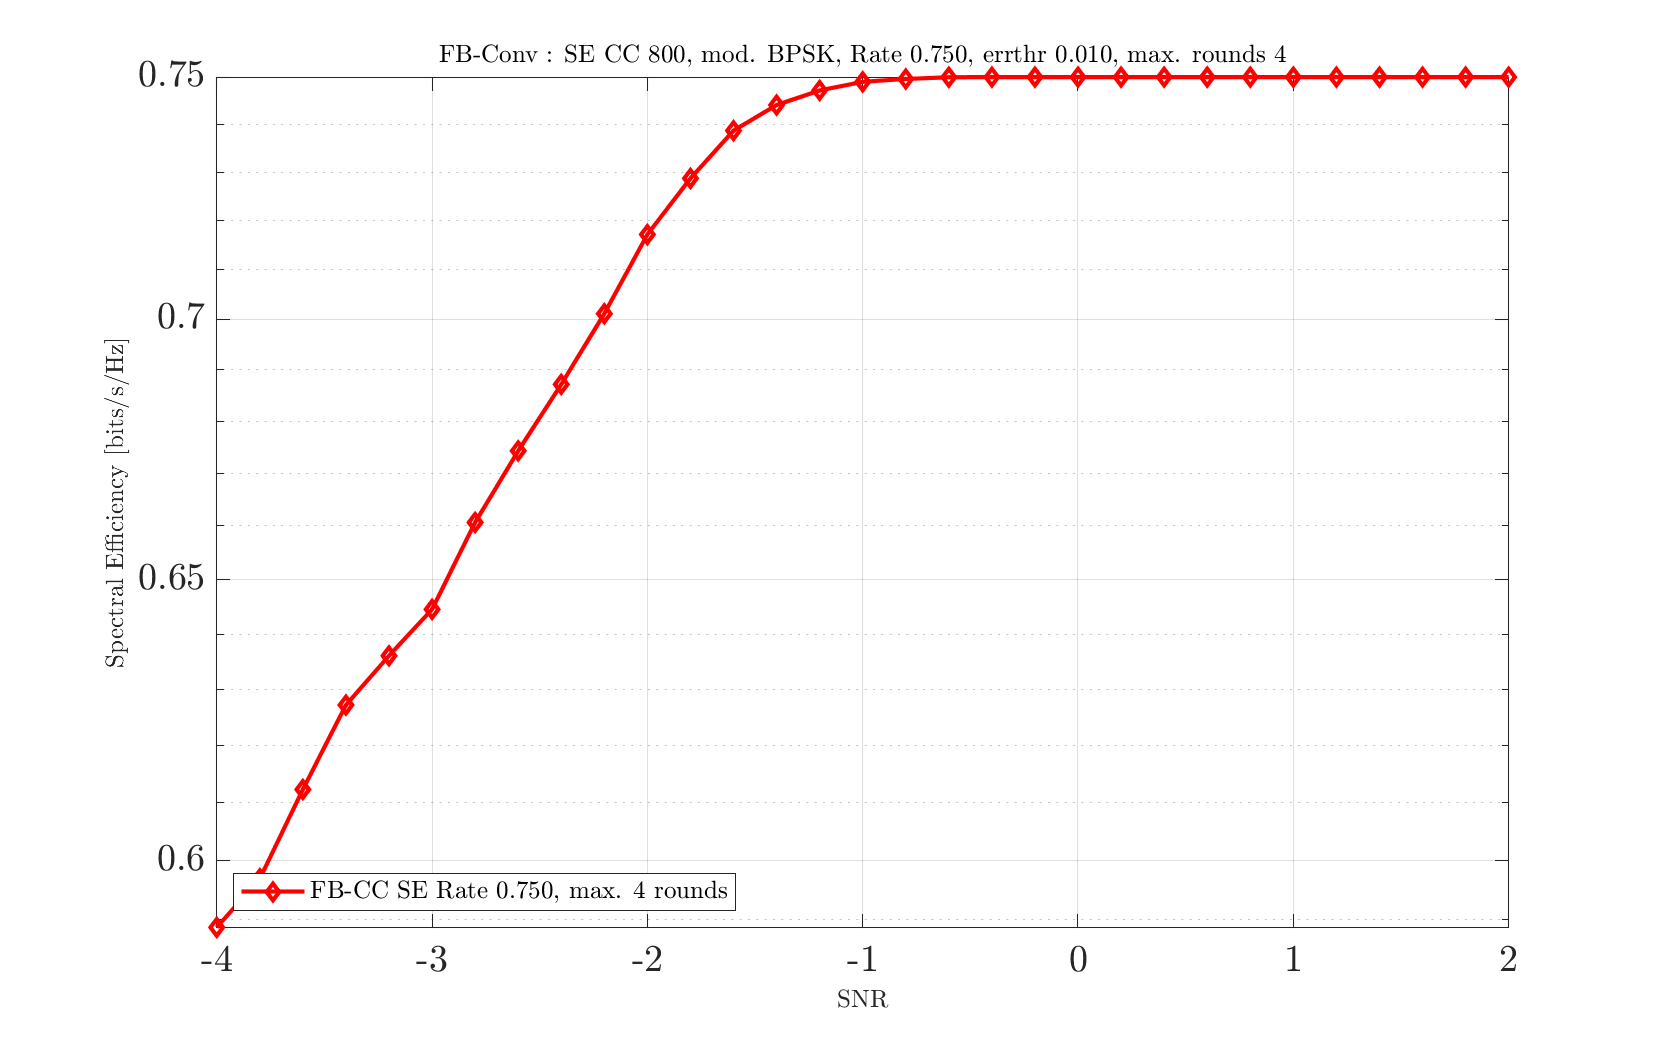 FB-Conv : SE CC 800, mod. BPSK, Rate 0.750, errthr 0.010, max. rounds 4
0.75
0.7
0.65
0.6
Spectral Efficiency [bits/s/Hz]
FB-CC SE Rate 0.750, max. 4 rounds
-4 -3 -2 -1 0 1 2
SNR